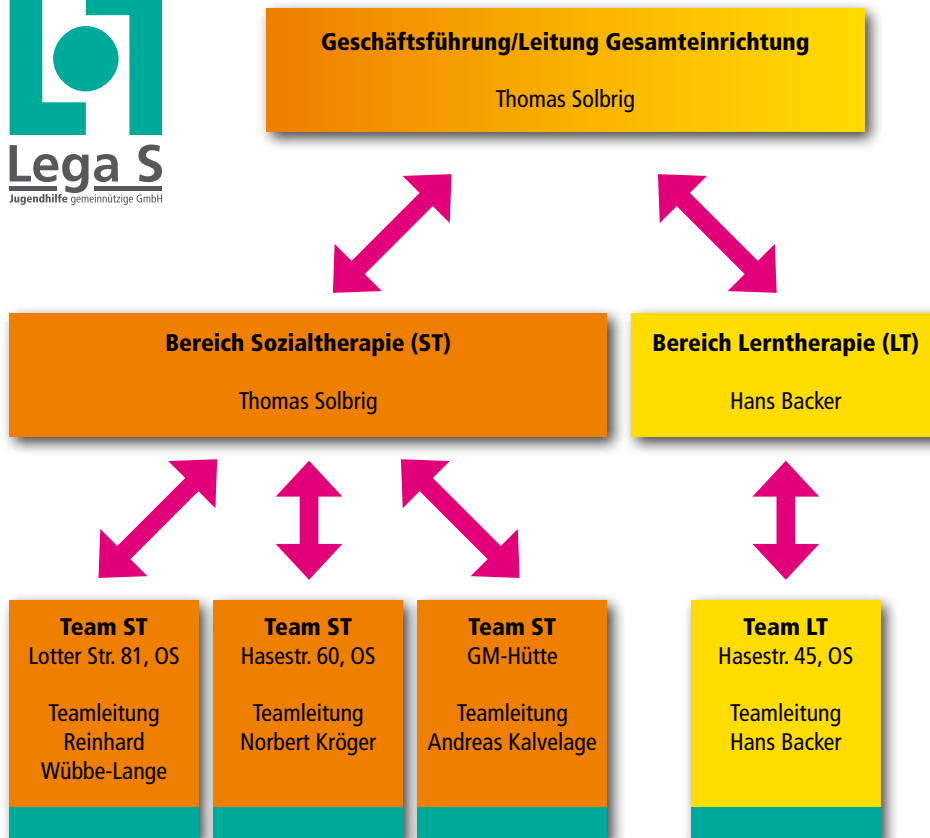 Lega S
Jugendhilfe gemeinnützige GmbH
Geschäftsführung/Leitung Gesamteinrichtung
Thomas Solbrig
Bereich Sozialtherapie (ST)
Thomas Solbrig
Bereich Lerntherapie (LT)
Hans Backer
Team ST
Lotter Str. 81, OS
Teamleitung
Reinhard
Wübbe-Lange
Team ST
Hasestr. 60, OS
Teamleitung
Norbert Kröger
Team ST
GM-Hütte
Teamleitung
Andreas Kalvelage
Team LT
Hasestr. 45, OS
Teamleitung
Hans Backer